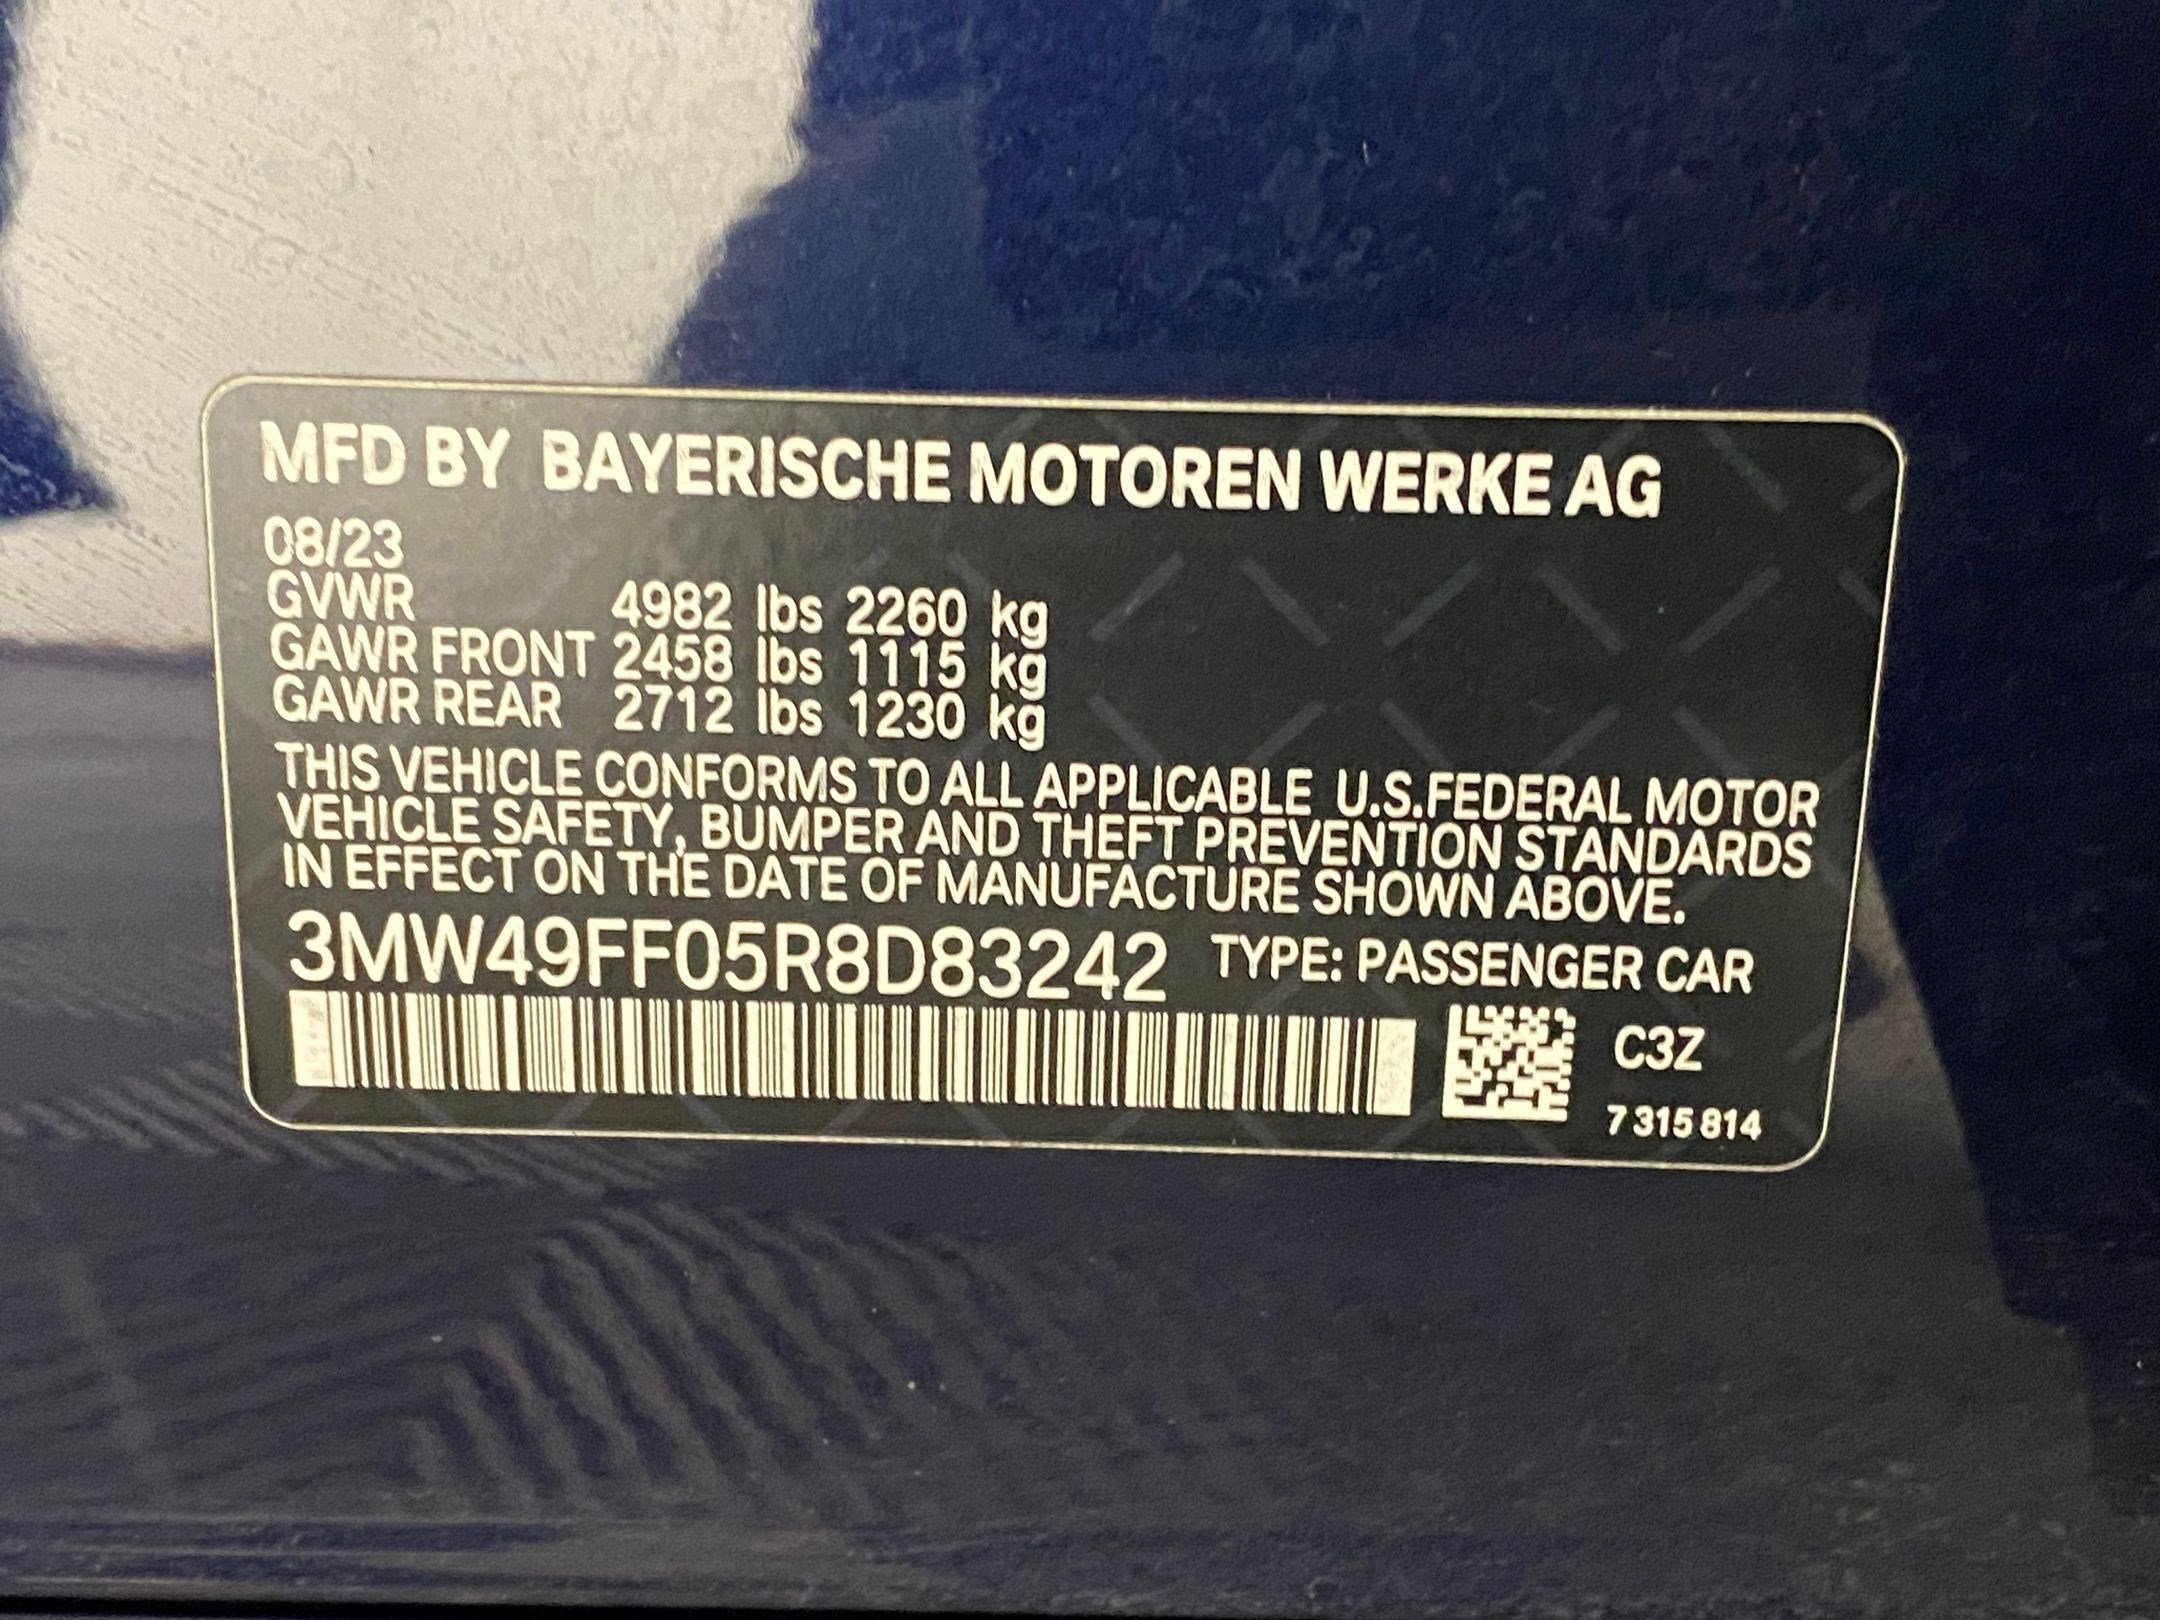 MFD BY BAYERISCHE MOTOREN WERKE AG
08/23
GVWR 4982 lbs 2260 kg
GAWR FRONT 2458 lbs 1115 kg
GAWR REAR 2712 lbs 1230 kg
THIS VEHICLE CONFORMS TO ALL APPLICABLE U.S.FEDERAL MOTOR
VEHICLE SAFETY, BUMPER AND THEFT PREVENTION STANDARDS
IN EFFECT ON THE DATE OF MANUFACTURE SHOWN ABOVE.
3MW49FF05R8D83242 TYPE: PASSENGER CAR
C3Z
7 315 814